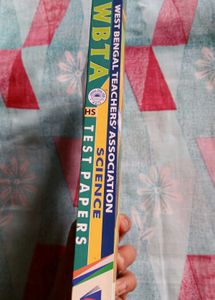 WEST BENGAL TEACHERS' ASSOCIATION
WBTA
HS
SCIENCE
TEST PAPERS